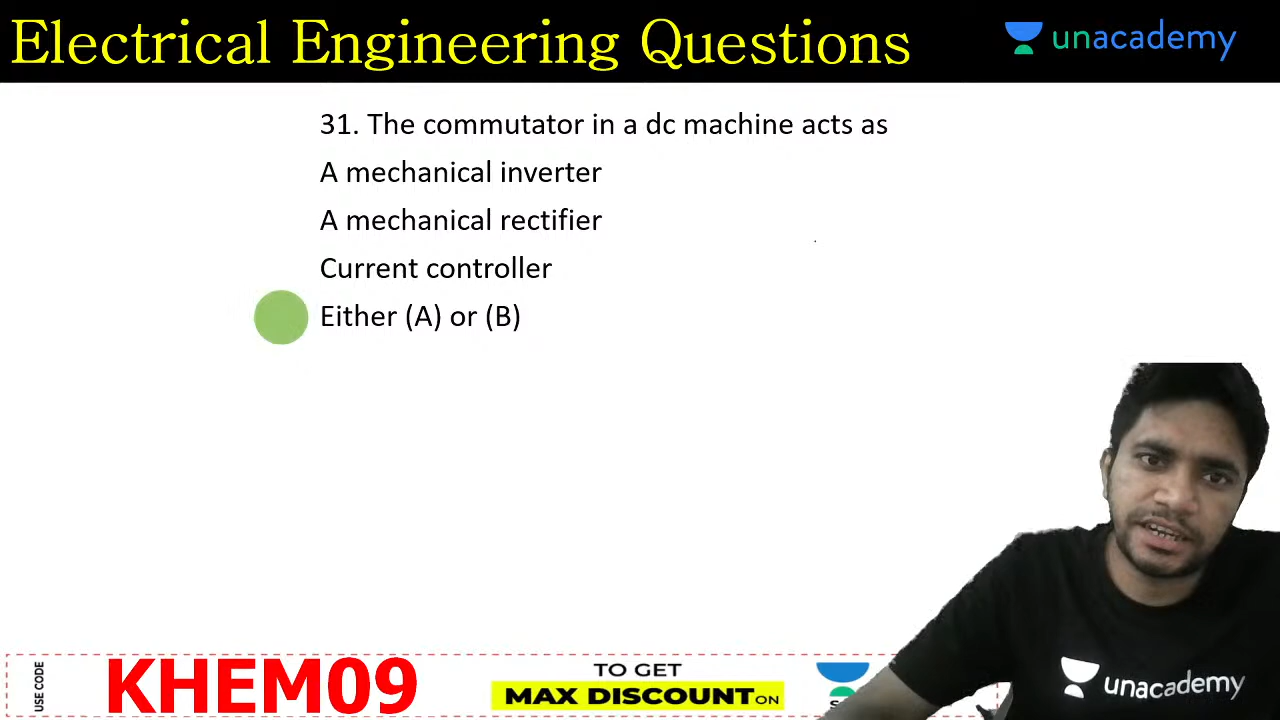 Electrical Engineering Questions
unacademy
31. The commutator in a dc machine acts as
A mechanical inverter
A mechanical rectifier
Current controller
Either (A) or (B)
USE CODE
KHEM09
TO GET
MAX DISCOUNT ON
unacademy